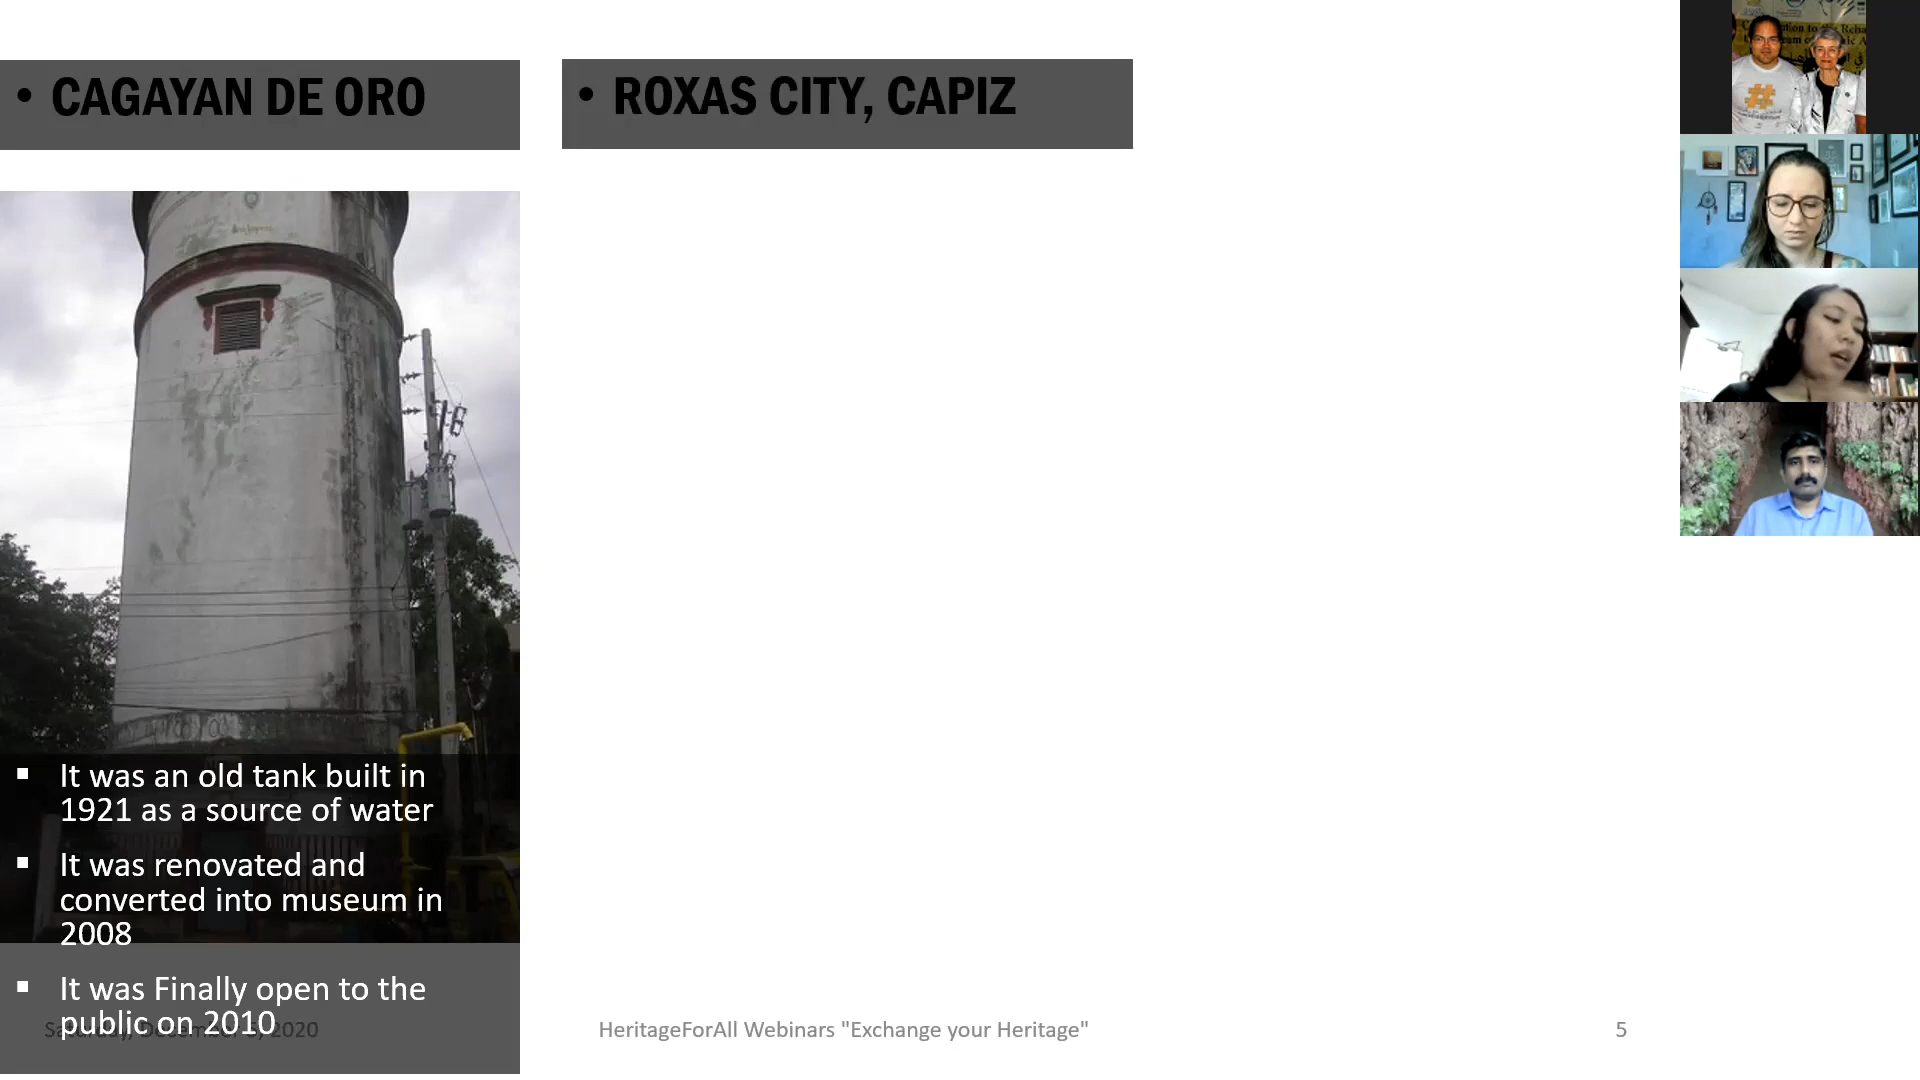 • CAGAYAN DE ORO
• ROXAS CITY, CAPIZ
▪ It was an old tank built in
1921 as a source of water
▪ It was renovated and
converted into museum in
2008
▪ It was Finally open to the
public on 2010
HeritageForAll Webinars "Exchange your Heritage"
5